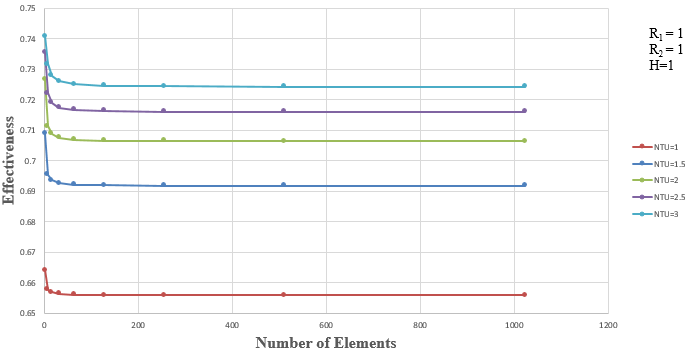 0.75
0.74
0.73
0.72
0.71
0.7
0.69
0.68
0.67
0.66
0.65
Effectiveness
0
200
400
600
800
1000
1200
Number of Elements
R1 = 1
R2 = 1
H=1
NTU=1
NTU=1.5
NTU=2
NTU=2.5
NTU=3